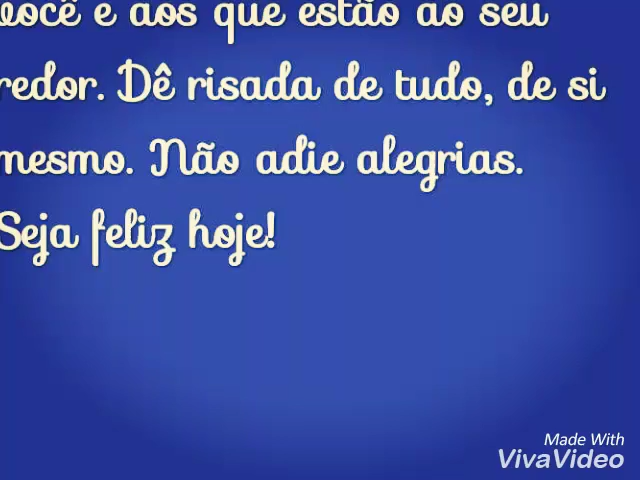 você e aos que estão ao seu
redor. Dê risada de tudo, de si
mesmo. Não adie alegrias.
Seja feliz hoje!
Made With
VivaVideo